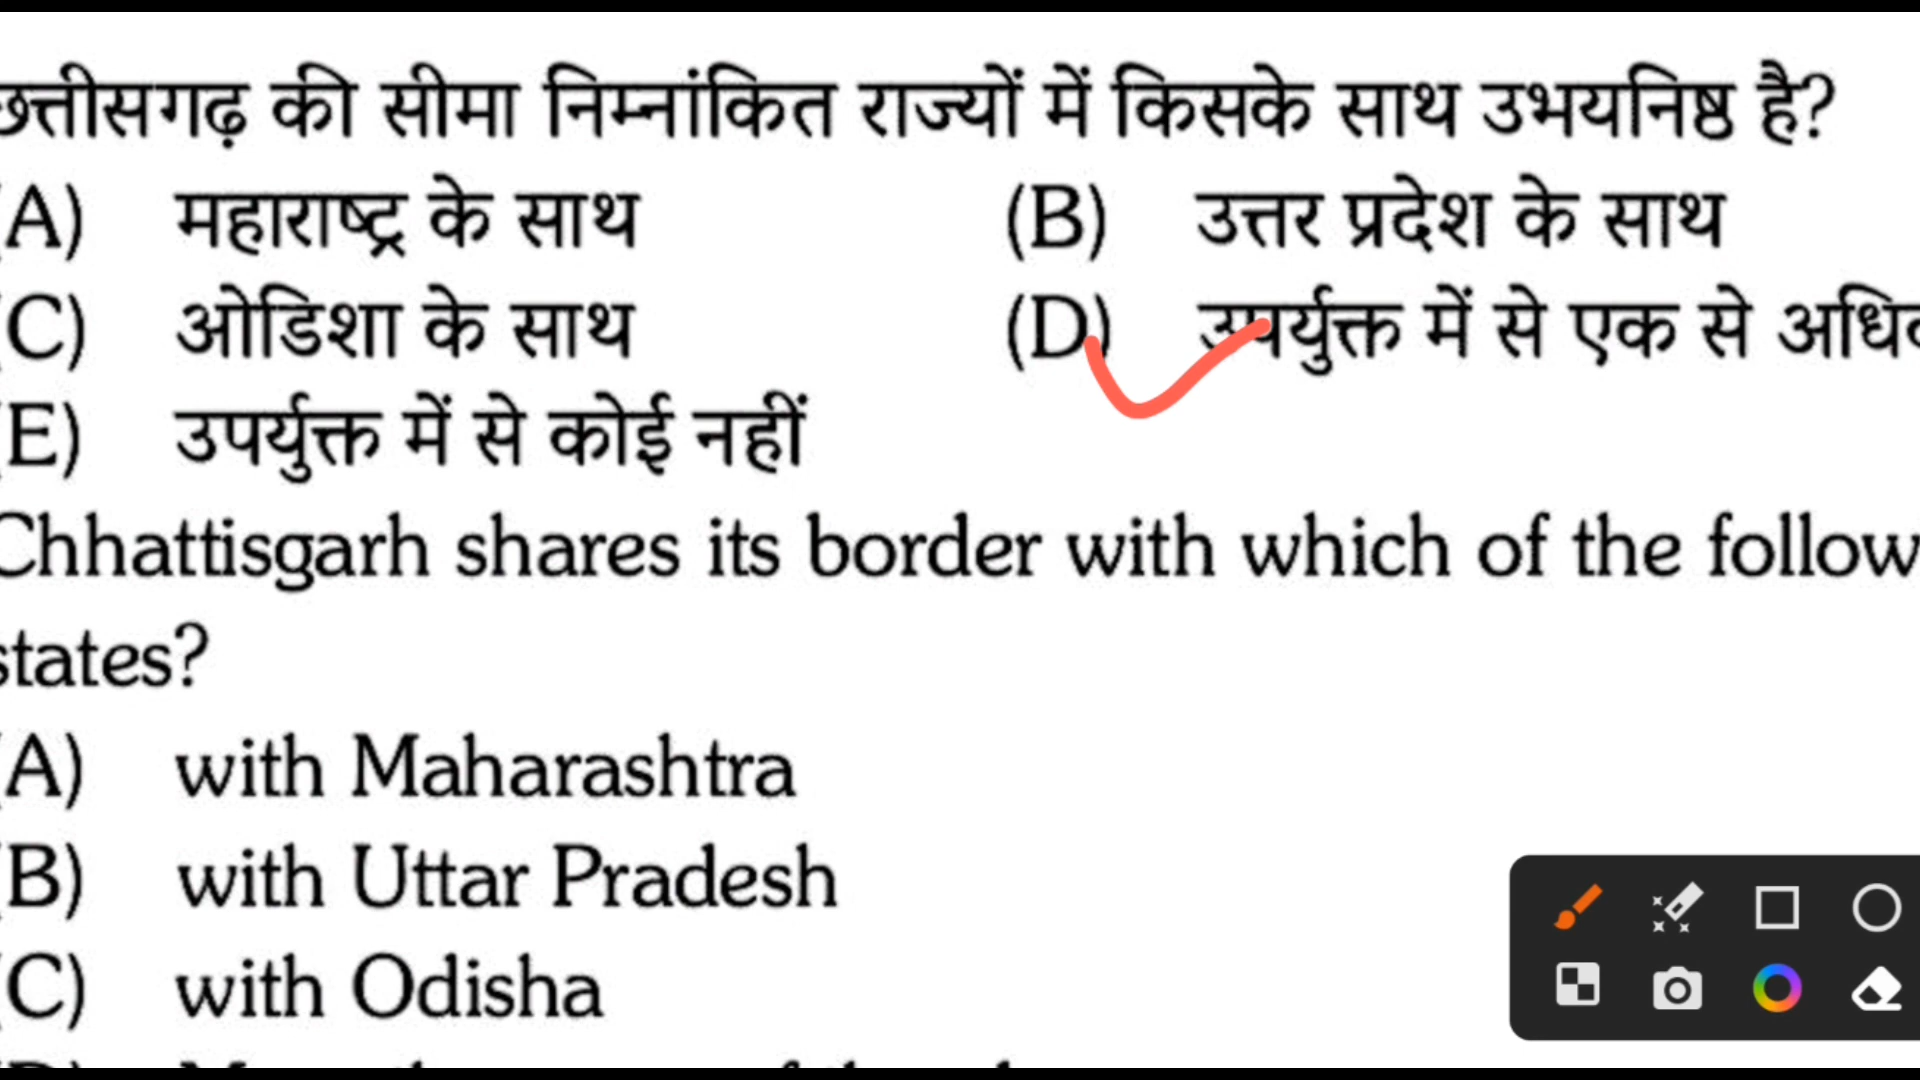 छत्तीसगढ़ की सीमा निम्नांकित राज्यों में किसके साथ उभयनिष्ठ है?
(A) महाराष्ट्र के साथ (B) उत्तर प्रदेश के साथ
(C) ओडिशा के साथ (D) उपर्युक्त में से एक से
(E) उपर्युक्त में से कोई नहीं
Chhattisgarh shares its border with which of the follow
states?
(A) with Maharashtra
(B) with Uttar Pradesh
(C) with Odisha